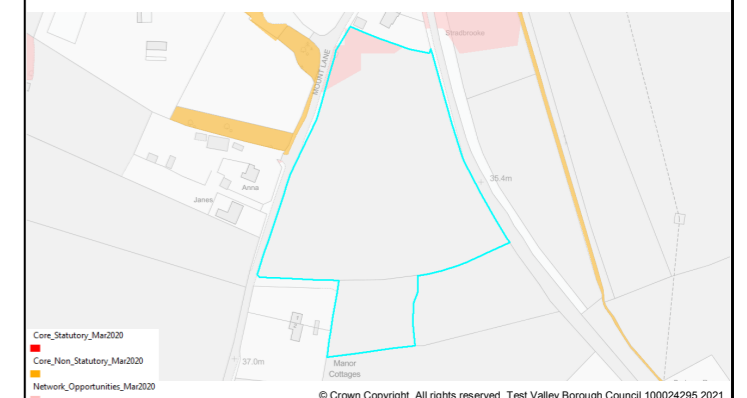 Stradbrooke
MOUNT LANE
35.4m
Anna
Janes
Core_Statutory_Mar2020
Core_Non_Statutory_Mar2020
37.0m
Manor
Cottages
Network_Opportunities_Mar2020
© Crown Copyright. All rights reserved. Test Valley Borough Council 100024295 2021